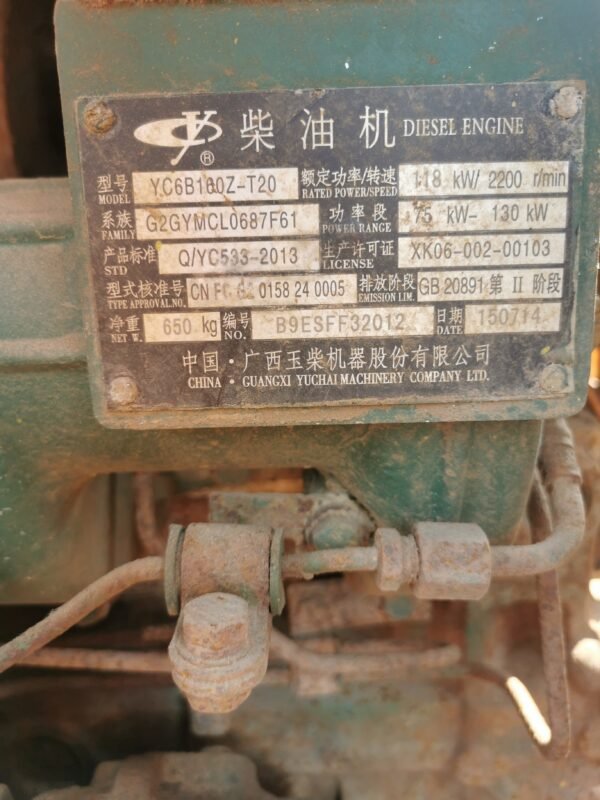 柴油机 DIESEL ENGINE
型号 MODEL YC6B160Z-T20 额定功率/转速 RATED POWER/SPEED 118 kW/ 2200 r/min
系族 FAMILY G2GYMCL0687F61 功率段 POWER RANGE 75 kW- 130 kW
产品标准 STD Q/YC533-2013 生产许可证 LICENSE XK06-002-00103
型式核准号 TYPE APPROVAL NO. CN 0158 24 0005 排放阶段 EMISSION LIM. GB 20891 第 II 阶段
净重 NET W. 650 kg 编号 NO. B9ESFF32012 日期 DATE 150714
中国·广西玉柴机器股份有限公司
CHINA · GUANGXI YUCHAI MACHINERY COMPANY LTD.